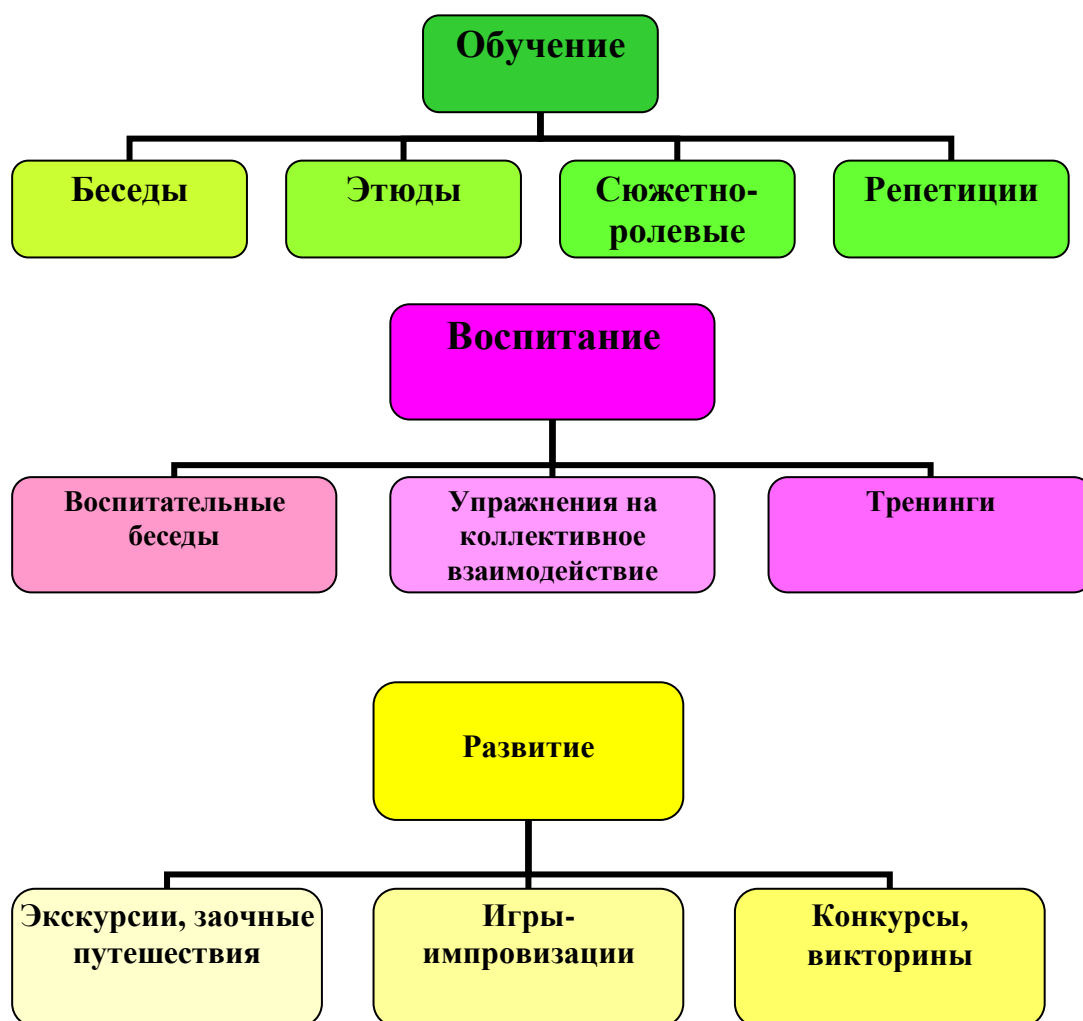 Обучение
Беседы
Этюды
Сюжетно-
ролевые
Репетиции
Воспитание
Воспитательные
беседы
Упражнения на
коллективное
взаимодействие
Тренинги
Развитие
Экскурсии, заочные
путешествия
Игры-
импровизации
Конкурсы,
викторины